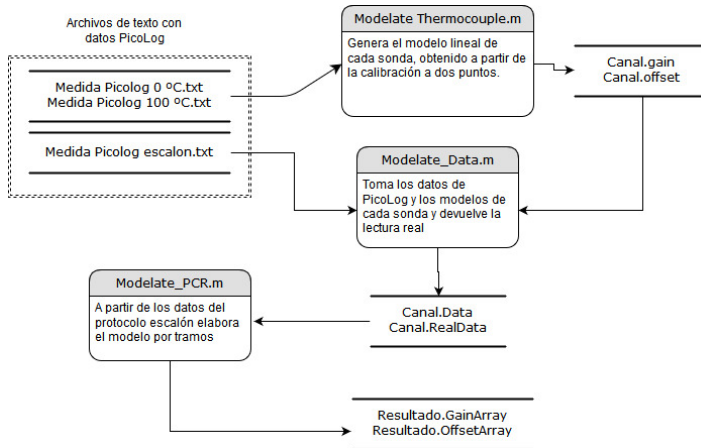 Archivos de texto con
datos PicoLog
Medida Picolog 0 ºC.txt
Medida Picolog 100 ºC.txt
Medida Picolog escalon.txt
Modelate Thermocouple.m
Genera el modelo lineal de
cada sonda, obtenido a partir de
la calibración a dos puntos.
Canal.gain
Canal.offset
Modelate_Data.m
Toma los datos de
PicoLog y los modelos de
cada sonda y devuelve la
lectura real
Modelate_PCR.m
A partir de los datos del
protocolo escalón elabora
el modelo por tramos
Canal.Data
Canal.RealData
Resultado.GainArray
Resultado.OffsetArray